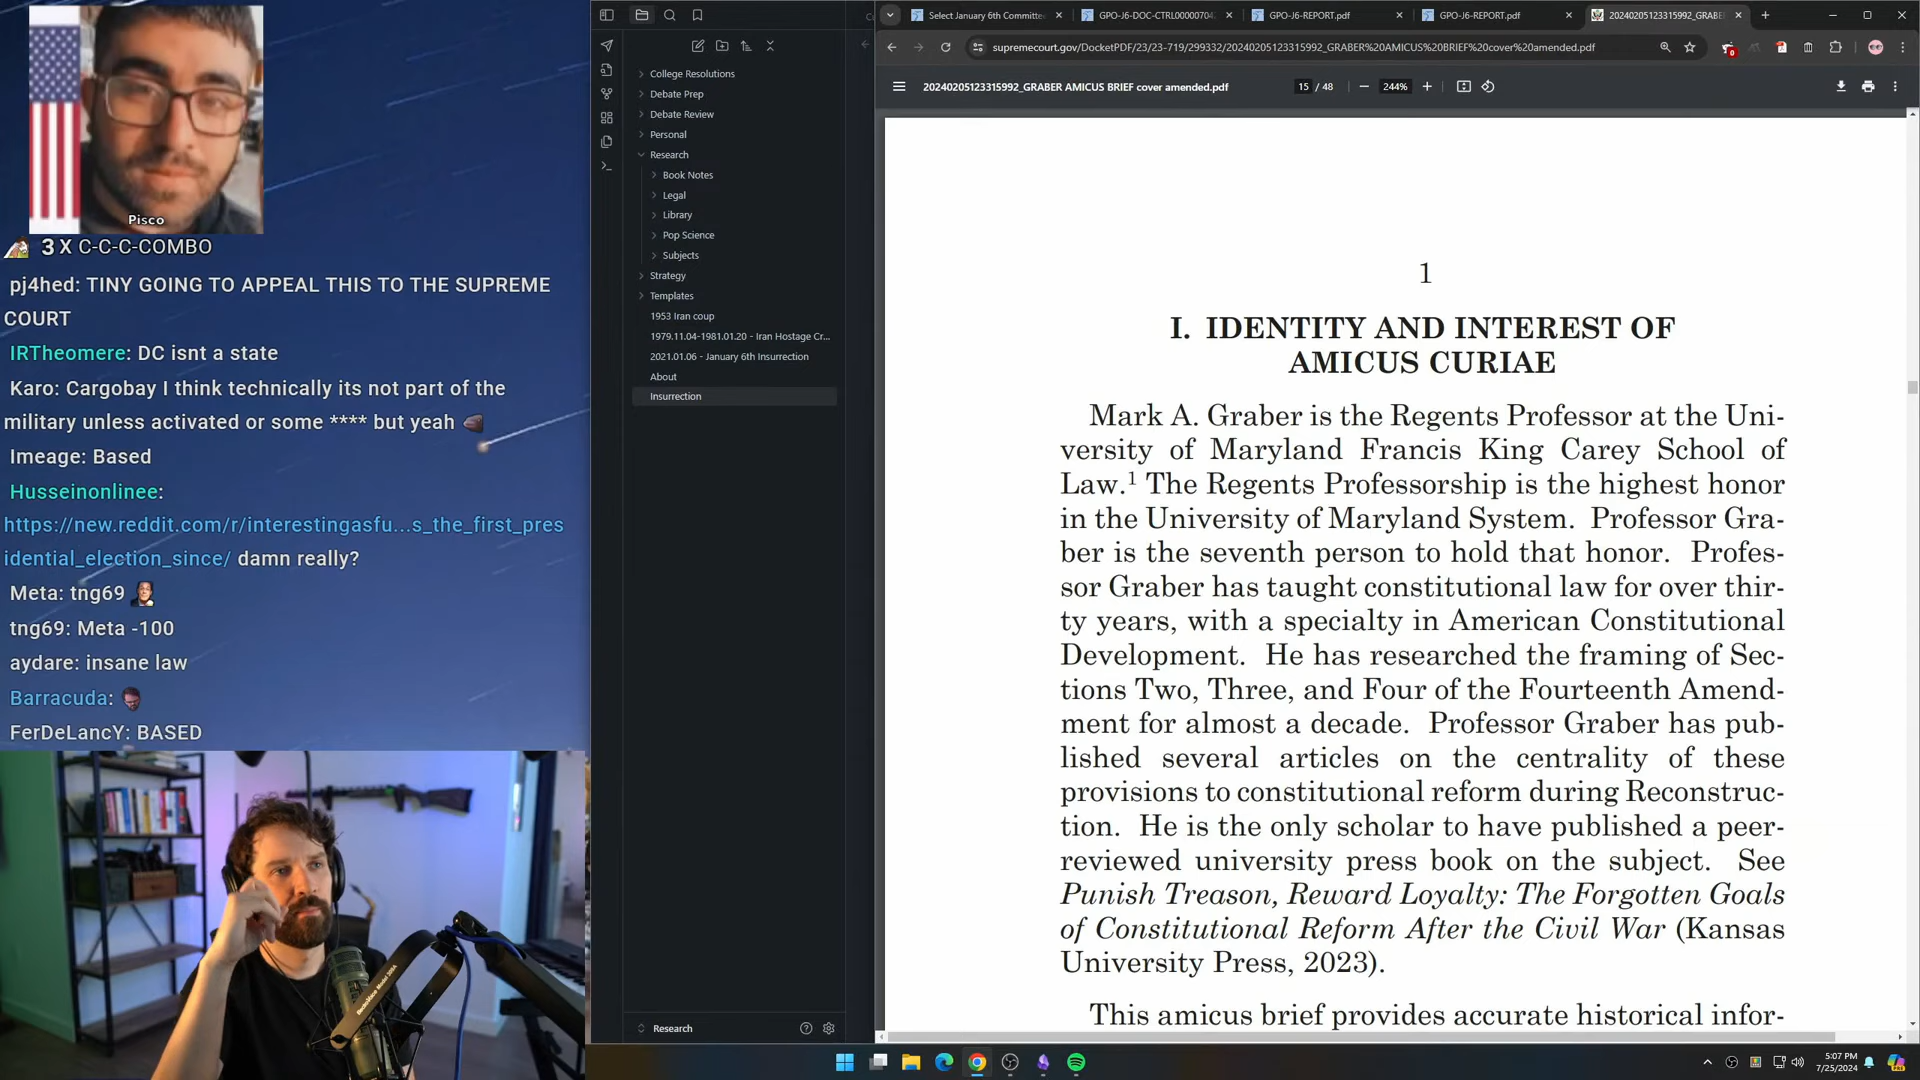 Pisco
3 X C-C-C-COMBO
pj4hed: TINY GOING TO APPEAL THIS TO THE SUPREME
COURT
IRTheomere: DC isnt a state
Karo: Cargobay I think technically its not part of the
military unless activated or some **** but yeah
Imeage: Based
Husseinonlinee:
https://new.reddit.com/r/interestingasfu...s_the_first_pres
idential_election_since/ damn really?
Meta: tng69
tng69: Meta -100
aydare: insane law
Barracuda:
FerDeLancY: BASED
College Resolutions
Debate Prep
Debate Review
Personal
Research
Book Notes
Legal
Library
Pop Science
Subjects
Strategy
Templates
1953 Iran coup
1979.11.04-1981.01.20 - Iran Hostage Cr...
2021.01.06 - January 6th Insurrection
About
Insurrection
Research
Select January 6th Committe
GPO-J6-DOC-CTRL0000070
GPO-J6-REPORT.pdf
GPO-J6-REPORT.pdf
20240205123315992_GRABER
supremecourt.gov/DocketPDF/23/23-719/299332/20240205123315992_GRABER%20AMICUS%20BRIEF%20cover%20amended.pdf
0
20240205123315992_GRABER AMICUS BRIEF cover amended.pdf
15 / 48
244%
1
I. IDENTITY AND INTEREST OF
AMICUS CURIAE
Mark A. Graber is the Regents Professor at the Uni-
versity of Maryland Francis King Carey School of
Law.1 The Regents Professorship is the highest honor
in the University of Maryland System. Professor Gra-
ber is the seventh person to hold that honor. Profes-
sor Graber has taught constitutional law for over thir-
ty years, with a specialty in American Constitutional
Development. He has researched the framing of Sec-
tions Two, Three, and Four of the Fourteenth Amend-
ment for almost a decade. Professor Graber has pub-
lished several articles on the centrality of these
provisions to constitutional reform during Reconstruc-
tion. He is the only scholar to have published a peer-
reviewed university press book on the subject. See
Punish Treason, Reward Loyalty: The Forgotten Goals
of Constitutional Reform After the Civil War (Kansas
University Press, 2023).
This amicus brief provides accurate historical infor-
5:07 PM
7/25/2024